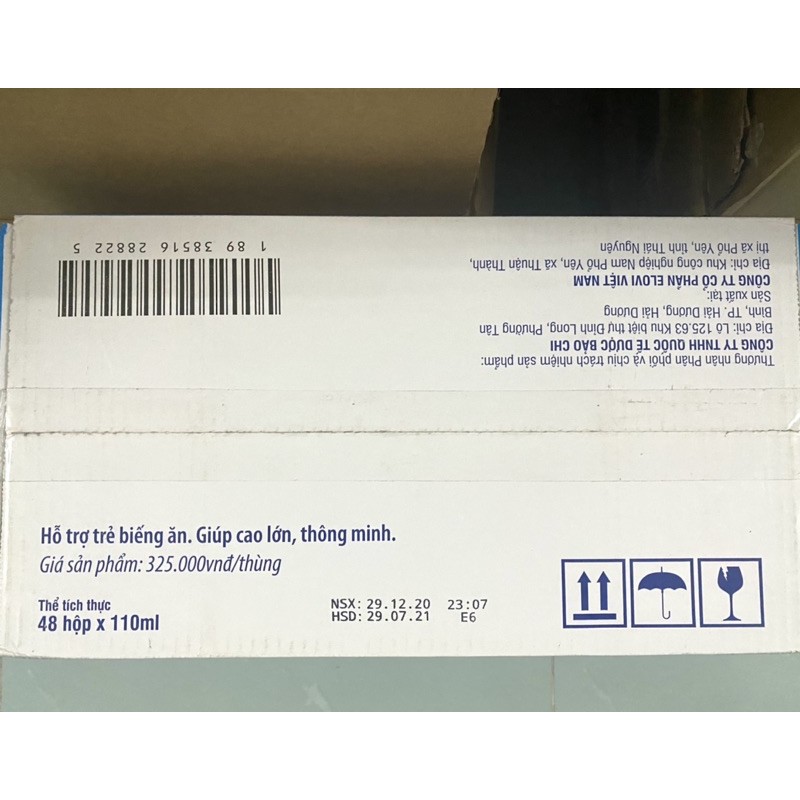 Thương nhân Phân phối và chịu trách nhiệm sản phẩm:
CÔNG TY TNHH QUỐC TẾ DƯỢC BẢO CHI
Địa chỉ: Lô 125.63 Khu biệt thự Đỉnh Long, Phường Tân
Bình, TP. Hải Dương, Hải Dương
Sản xuất tại:
CÔNG TY CỔ PHẦN ELOVI VIỆT NAM
Địa chỉ: Khu công nghiệp Nam Phổ Yên, xã Thuận Thành,
thị xã Phổ Yên, tỉnh Thái Nguyên
1 89 38516 28822 5
Hỗ trợ trẻ biếng ăn. Giúp cao lớn, thông minh.
Giá sản phẩm: 325.000vnđ/thùng
Thể tích thực
48 hộp x 110ml
NSX: 29.12.20 23:07
HSD: 29.07.21 E6